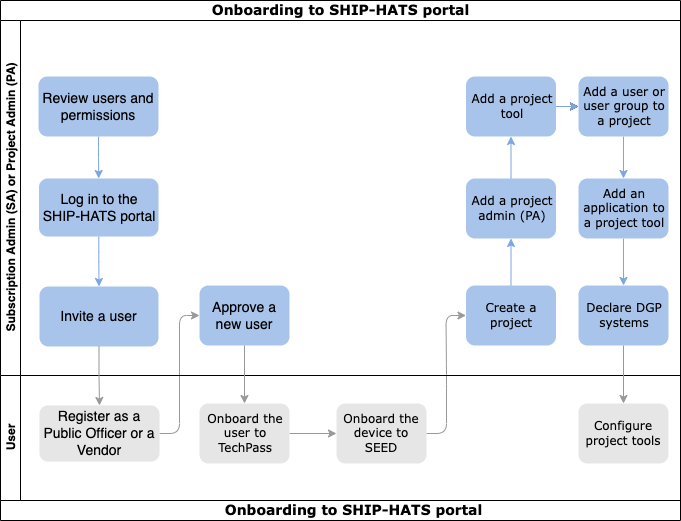 Onboarding to SHIP-HATS portal
Subscription Admin (SA) or Project Admin (PA)
Review users and
permissions
Log in to the
SHIP-HATS portal
Invite a user
Approve a
new user
Add a project
tool
Add a user or
user group to
a project
Add a project
admin (PA)
Add an
application to
a project tool
Create a
project
Declare DGP
systems
User
Register as a
Public Officer or a
Vendor
Onboard the
user to
TechPass
Onboard the
device to
SEED
Configure
project tools
Onboarding to SHIP-HATS portal